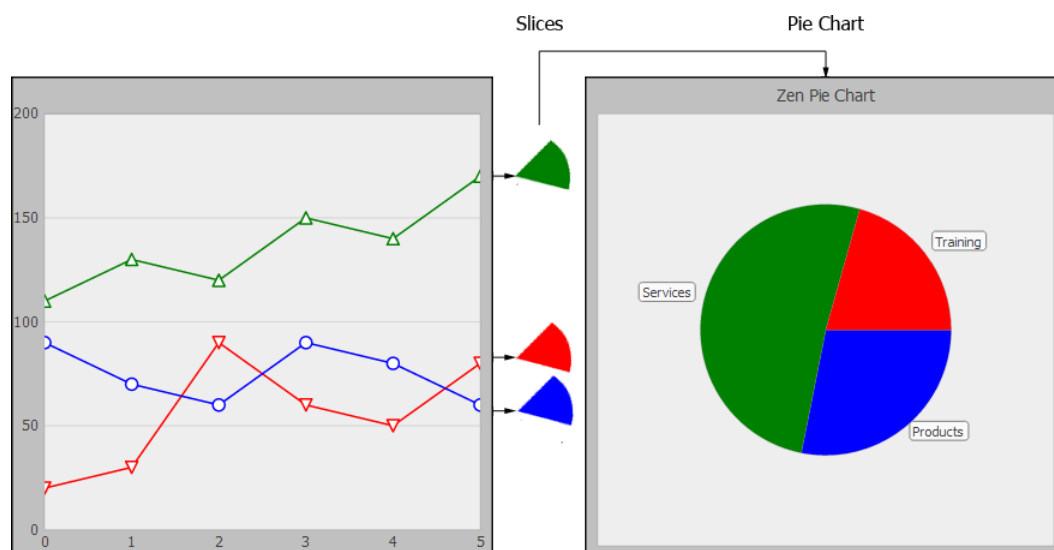 Slices
Pie Chart
Zen Pie Chart
200
150
100
50
0
0 1 2 3 4 5
Training
Services
Products